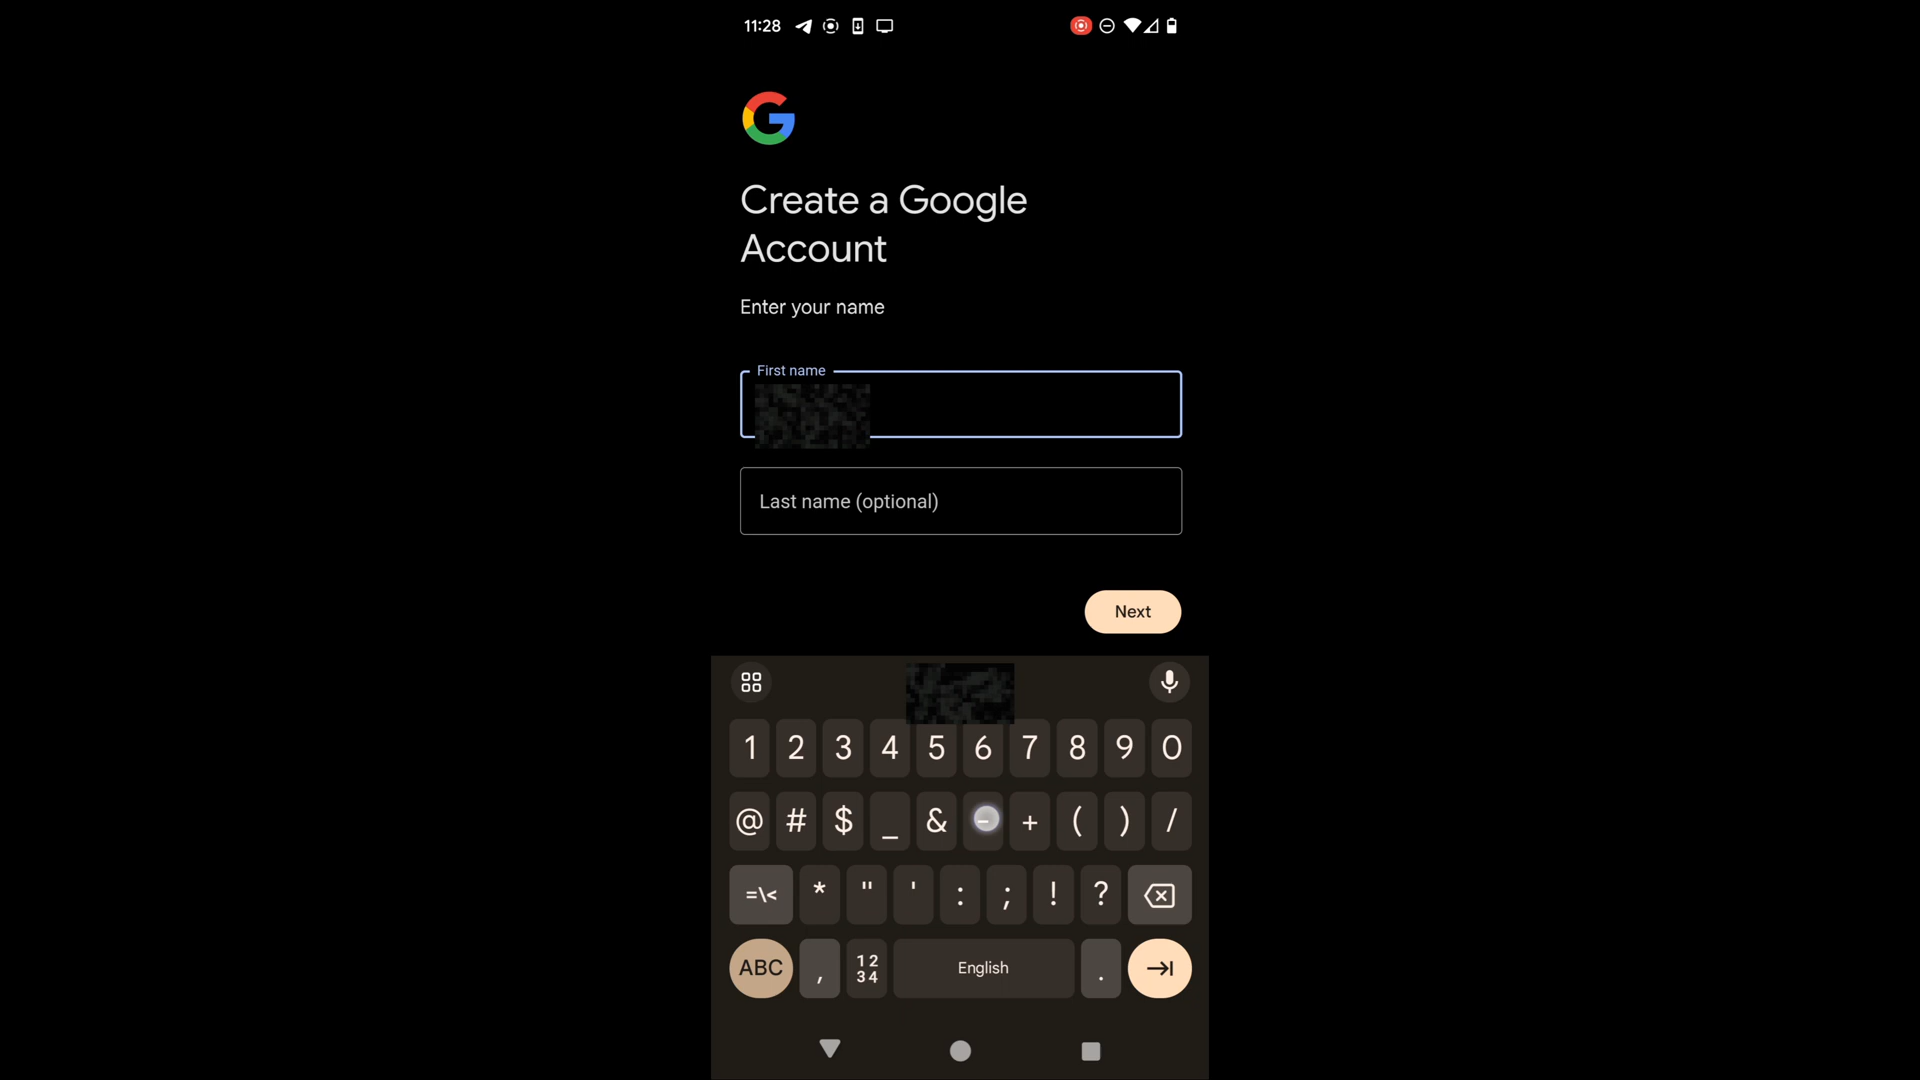 11:28
Create a Google
Account
Enter your name
First name
Last name (optional)
Next
1 2 3 4 5 6 7 8 9 0
@ # $ _ & - + ( ) /
=\< * " ' : ; ! ?
ABC , 12 34 English .